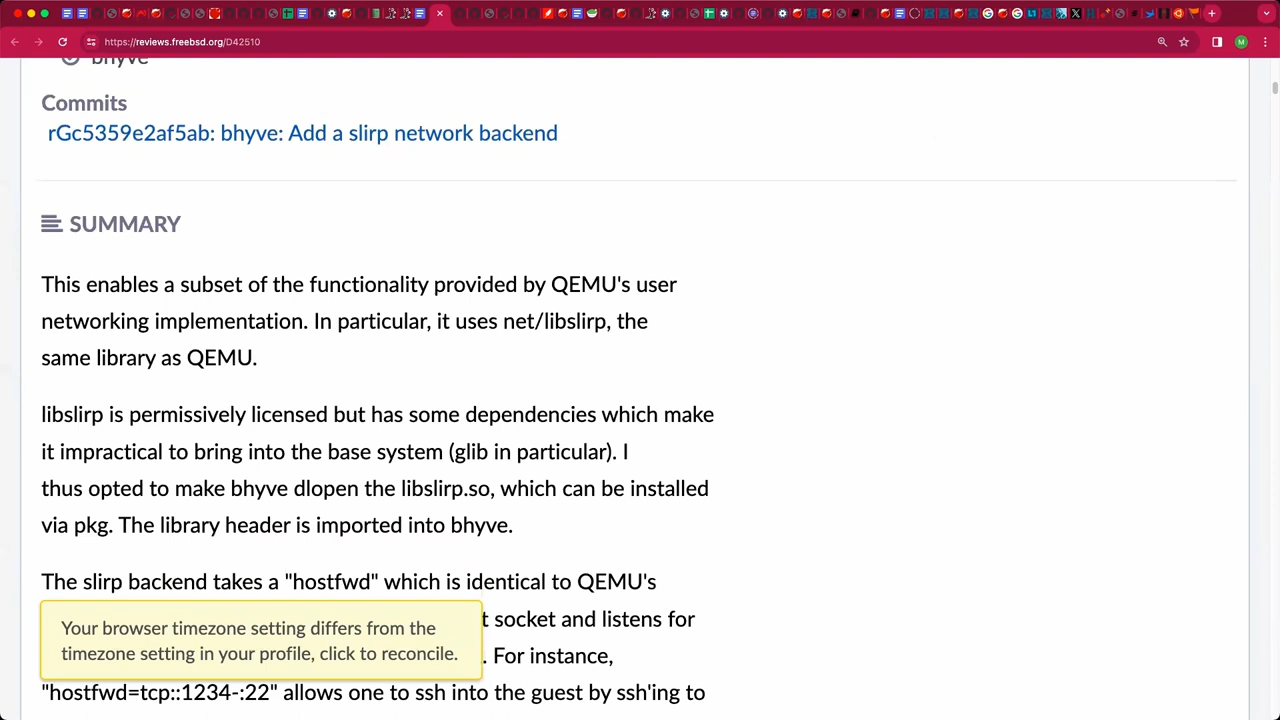 https://reviews.freebsd.org/D42510
M
bhyve
Commits
rGc5359e2af5ab: bhyve: Add a slirp network backend
SUMMARY
This enables a subset of the functionality provided by QEMU's user
networking implementation. In particular, it uses net/libslirp, the
same library as QEMU.
libslirp is permissively licensed but has some dependencies which make
it impractical to bring into the base system (glib in particular). I
thus opted to make bhyve dlopen the libslirp.so, which can be installed
via pkg. The library header is imported into bhyve.
The slirp backend takes a "hostfwd" which is identical to QEMU's
t socket and listens for
. For instance,
"hostfwd=tcp::1234-:22" allows one to ssh into the guest by ssh'ing to
Your browser timezone setting differs from the
timezone setting in your profile, click to reconcile.